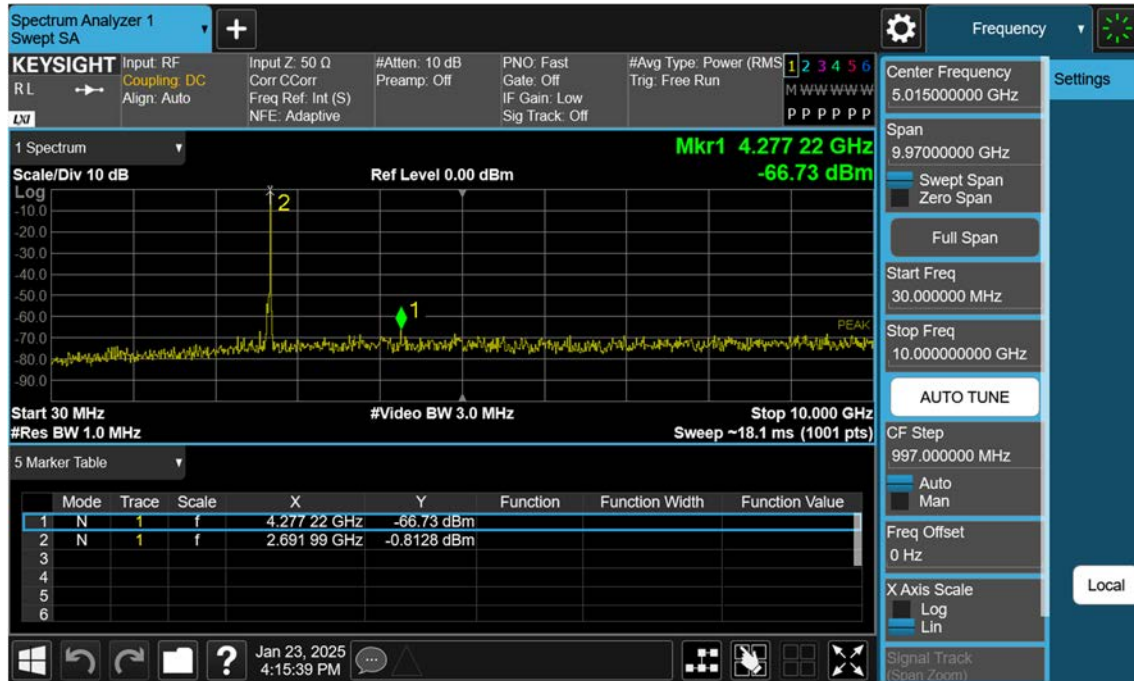 Spectrum Analyzer 1
Swept SA
Frequency
KEYSIGHT
RL
LXI
Input: RF
Coupling: DC
Align: Auto
Input Z: 50 Ω
Corr CCorr
Freq Ref: Int (S)
NFE: Adaptive
#Atten: 10 dB
Preamp: Off
PNO: Fast
Gate: Off
IF Gain: Low
Sig Track: Off
#Avg Type: Power (RMS
Trig: Free Run
1 2 3 4 5 6
M W W W W W
P P P P P P
1 Spectrum
Mkr1 4.277 22 GHz
-66.73 dBm
Scale/Div 10 dB
Ref Level 0.00 dBm
Log
-10.0
-20.0
-30.0
-40.0
-50.0
-60.0
-70.0
-80.0
-90.0
2
1
PEAK
Start 30 MHz
#Video BW 3.0 MHz
Stop 10.000 GHz
#Res BW 1.0 MHz
Sweep ~18.1 ms (1001 pts)
5 Marker Table
Mode Trace Scale X Y Function Function Width Function Value
1 N 1 f 4.277 22 GHz -66.73 dBm
2 N 1 f 2.691 99 GHz -0.8128 dBm
3
4
5
6
Jan 23, 2025
4:15:39 PM
Center Frequency
5.015000000 GHz
Span
9.97000000 GHz
Swept Span
Zero Span
Full Span
Start Freq
30.000000 MHz
Stop Freq
10.000000000 GHz
AUTO TUNE
CF Step
997.000000 MHz
Auto
Man
Freq Offset
0 Hz
X Axis Scale
Log
Lin
Signal Track
(Span Zoom)
Settings
Local